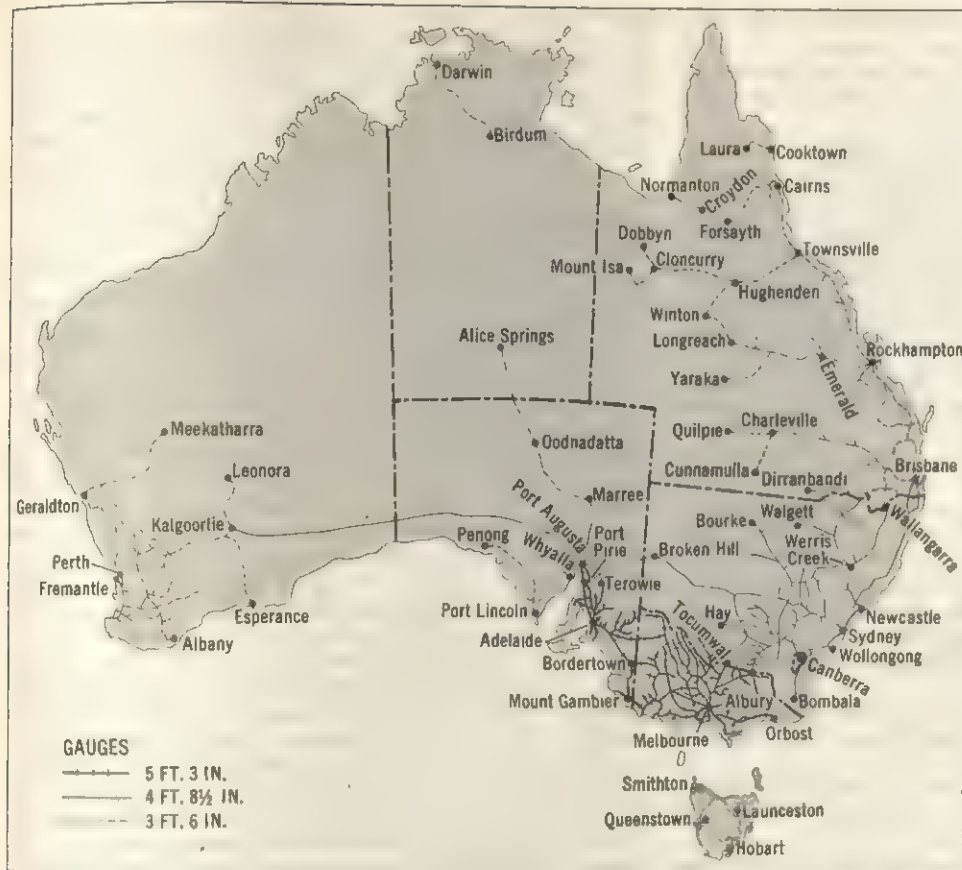 Darwin
Birdum
Laura
Cooktown
Normanton
Croydon
Cairns
Forsayth
Dobbyn
Townsville
Mount Isa
Cloncurry
Hughenden
Winton
Alice Springs
Longreach
Rockhampton
Yaraka
Emerald
Meekatharra
Oodnadatta
Quilpie
Charleville
Leonora
Cunnamulla
Dirranbandi
Brisbane
Geraldton
Marree
Port Augusta
Bourke
Walgett
Wallangarra
Kalgoorlie
Penong
Whyalla
Port
Pirie
Broken Hill
Werris
Creek
Perth
Fremantle
Terowie
Esperance
Port Lincoln
Tocumwal
Hay
Newcastle
Albany
Adelaide
Sydney
Wollongong
Canberra
Bordertown
Mount Gambier
Albury
Bombala
Melbourne
Orbost
GAUGES
5 FT. 3 IN.
4 FT. 8½ IN.
3 FT. 6 IN.
Smithton
Launceston
Queenstown
Hobart